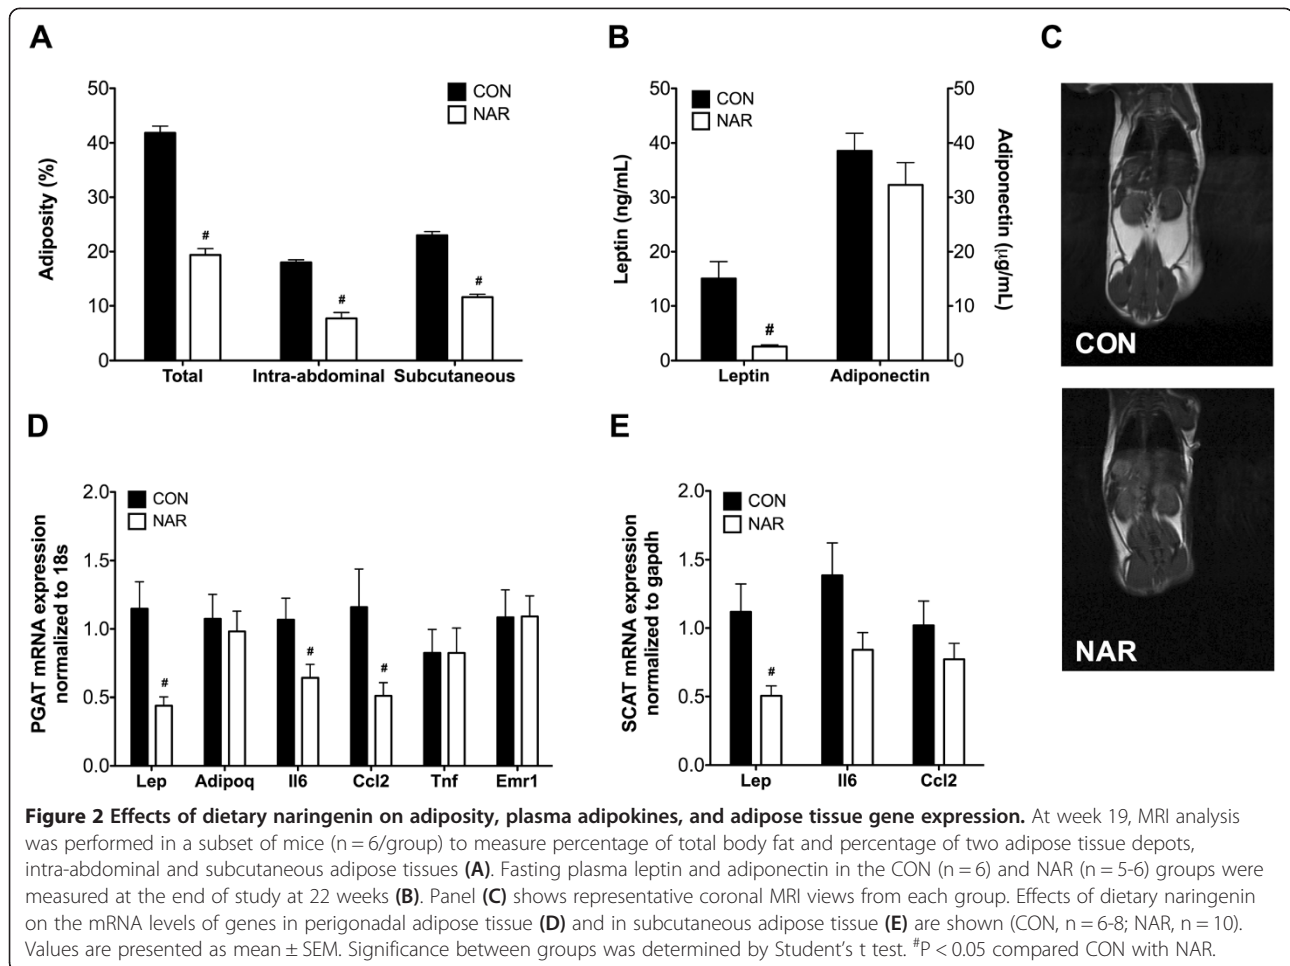 A
50
40
30
20
10
0
Adiposity (%)
CON
NAR
#
#
#
Total Intra-abdominal Subcutaneous
B
50
40
30
20
10
0
Leptin (ng/mL)
CON
NAR
#
50
40
30
20
10
0
Adiponectin (μg/mL)
Leptin Adiponectin
C
CON
NAR
D
2.0
1.5
1.0
0.5
0.0
PGAT mRNA expression
normalized to 18s
CON
NAR
#
#
#
Lep Adipoq Il6 Ccl2 Tnf Emr1
E
2.0
1.5
1.0
0.5
0.0
SCAT mRNA expression
normalized to gapdh
CON
NAR
#
Lep Il6 Ccl2
Figure 2 Effects of dietary naringenin on adiposity, plasma adipokines, and adipose tissue gene expression. At week 19, MRI analysis
was performed in a subset of mice (n = 6/group) to measure percentage of total body fat and percentage of two adipose tissue depots,
intra-abdominal and subcutaneous adipose tissues (A). Fasting plasma leptin and adiponectin in the CON (n = 6) and NAR (n = 5-6) groups were
measured at the end of study at 22 weeks (B). Panel (C) shows representative coronal MRI views from each group. Effects of dietary naringenin
on the mRNA levels of genes in perigonadal adipose tissue (D) and in subcutaneous adipose tissue (E) are shown (CON, n = 6-8; NAR, n = 10).
Values are presented as mean ± SEM. Significance between groups was determined by Student's t test. #P < 0.05 compared CON with NAR.